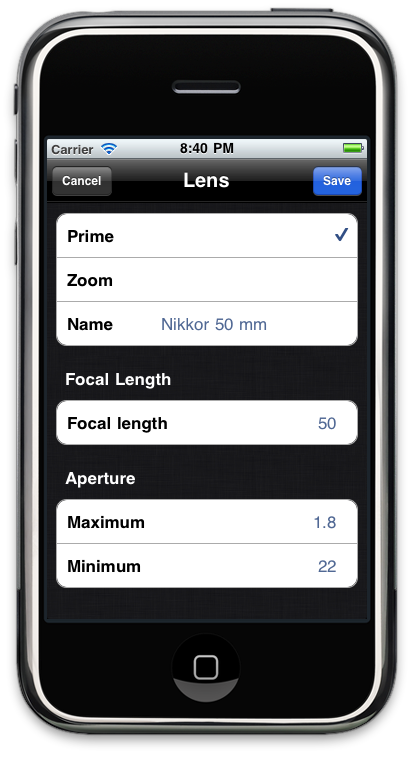 Carrier 8:40 PM
Cancel Lens Save
Prime
Zoom
Name Nikkor 50 mm
Focal Length
Focal length 50
Aperture
Maximum 1.8
Minimum 22